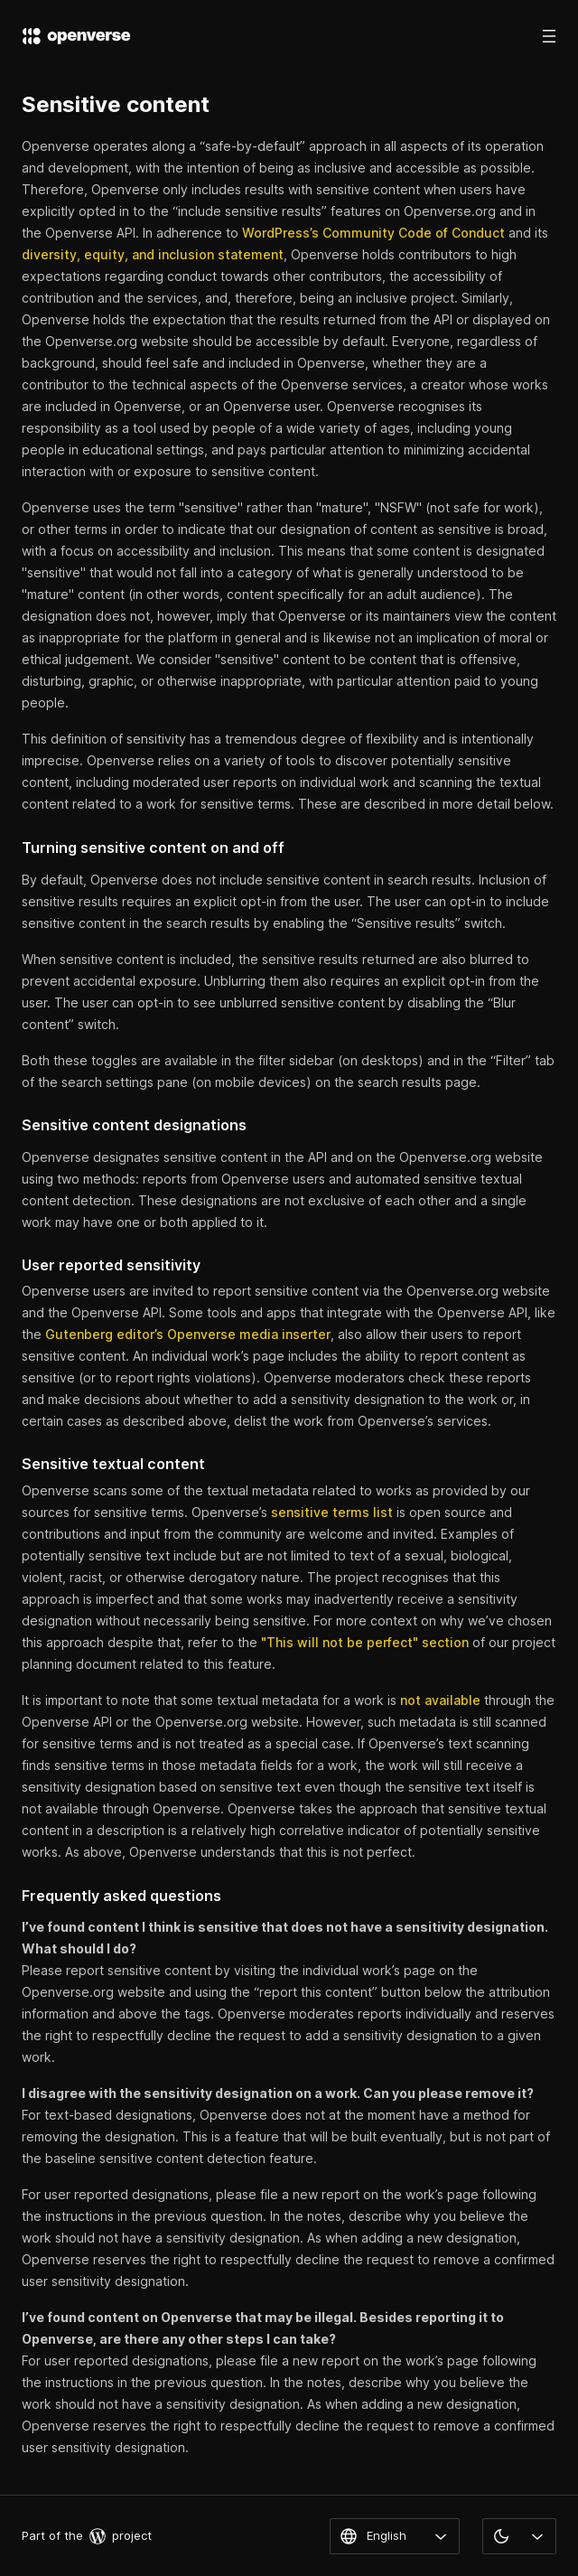 openverse
Sensitive content
Openverse operates along a “safe-by-default” approach in all aspects of its operation
and development, with the intention of being as inclusive and accessible as possible.
Therefore, Openverse only includes results with sensitive content when users have
explicitly opted in to the “include sensitive results” features on Openverse.org and in
the Openverse API. In adherence to WordPress’s Community Code of Conduct and its
diversity, equity, and inclusion statement, Openverse holds contributors to high
expectations regarding conduct towards other contributors, the accessibility of
contribution and the services, and, therefore, being an inclusive project. Similarly,
Openverse holds the expectation that the results returned from the API or displayed on
the Openverse.org website should be accessible by default. Everyone, regardless of
background, should feel safe and included in Openverse, whether they are a
contributor to the technical aspects of the Openverse services, a creator whose works
are included in Openverse, or an Openverse user. Openverse recognises its
responsibility as a tool used by people of a wide variety of ages, including young
people in educational settings, and pays particular attention to minimizing accidental
interaction with or exposure to sensitive content.
Openverse uses the term "sensitive" rather than "mature", "NSFW" (not safe for work),
or other terms in order to indicate that our designation of content as sensitive is broad,
with a focus on accessibility and inclusion. This means that some content is designated
"sensitive" that would not fall into a category of what is generally understood to be
"mature" content (in other words, content specifically for an adult audience). The
designation does not, however, imply that Openverse or its maintainers view the content
as inappropriate for the platform in general and is likewise not an implication of moral or
ethical judgement. We consider "sensitive" content to be content that is offensive,
disturbing, graphic, or otherwise inappropriate, with particular attention paid to young
people.
This definition of sensitivity has a tremendous degree of flexibility and is intentionally
imprecise. Openverse relies on a variety of tools to discover potentially sensitive
content, including moderated user reports on individual work and scanning the textual
content related to a work for sensitive terms. These are described in more detail below.
Turning sensitive content on and off
By default, Openverse does not include sensitive content in search results. Inclusion of
sensitive results requires an explicit opt-in from the user. The user can opt-in to include
sensitive content in the search results by enabling the “Sensitive results” switch.
When sensitive content is included, the sensitive results returned are also blurred to
prevent accidental exposure. Unblurring them also requires an explicit opt-in from the
user. The user can opt-in to see unblurred sensitive content by disabling the “Blur
content” switch.
Both these toggles are available in the filter sidebar (on desktops) and in the “Filter” tab
of the search settings pane (on mobile devices) on the search results page.
Sensitive content designations
Openverse designates sensitive content in the API and on the Openverse.org website
using two methods: reports from Openverse users and automated sensitive textual
content detection. These designations are not exclusive of each other and a single
work may have one or both applied to it.
User reported sensitivity
Openverse users are invited to report sensitive content via the Openverse.org website
and the Openverse API. Some tools and apps that integrate with the Openverse API, like
the Gutenberg editor’s Openverse media inserter, also allow their users to report
sensitive content. An individual work’s page includes the ability to report content as
sensitive (or to report rights violations). Openverse moderators check these reports
and make decisions about whether to add a sensitivity designation to the work or, in
certain cases as described above, delist the work from Openverse’s services.
Sensitive textual content
Openverse scans some of the textual metadata related to works as provided by our
sources for sensitive terms. Openverse’s sensitive terms list is open source and
contributions and input from the community are welcome and invited. Examples of
potentially sensitive text include but are not limited to text of a sexual, biological,
violent, racist, or otherwise derogatory nature. The project recognises that this
approach is imperfect and that some works may inadvertently receive a sensitivity
designation without necessarily being sensitive. For more context on why we’ve chosen
this approach despite that, refer to the "This will not be perfect" section of our project
planning document related to this feature.
It is important to note that some textual metadata for a work is not available through the
Openverse API or the Openverse.org website. However, such metadata is still scanned
for sensitive terms and is not treated as a special case. If Openverse’s text scanning
finds sensitive terms in those metadata fields for a work, the work will still receive a
sensitivity designation based on sensitive text even though the sensitive text itself is
not available through Openverse. Openverse takes the approach that sensitive textual
content in a description is a relatively high correlative indicator of potentially sensitive
works. As above, Openverse understands that this is not perfect.
Frequently asked questions
I’ve found content I think is sensitive that does not have a sensitivity designation.
What should I do?
Please report sensitive content by visiting the individual work’s page on the
Openverse.org website and using the “report this content” button below the attribution
information and above the tags. Openverse moderates reports individually and reserves
the right to respectfully decline the request to add a sensitivity designation to a given
work.
I disagree with the sensitivity designation on a work. Can you please remove it?
For text-based designations, Openverse does not at the moment have a method for
removing the designation. This is a feature that will be built eventually, but is not part of
the baseline sensitive content detection feature.
For user reported designations, please file a new report on the work’s page following
the instructions in the previous question. In the notes, describe why you believe the
work should not have a sensitivity designation. As when adding a new designation,
Openverse reserves the right to respectfully decline the request to remove a confirmed
user sensitivity designation.
I’ve found content on Openverse that may be illegal. Besides reporting it to
Openverse, are there any other steps I can take?
For user reported designations, please file a new report on the work’s page following
the instructions in the previous question. In the notes, describe why you believe the
work should not have a sensitivity designation. As when adding a new designation,
Openverse reserves the right to respectfully decline the request to remove a confirmed
user sensitivity designation.
Part of the project
English